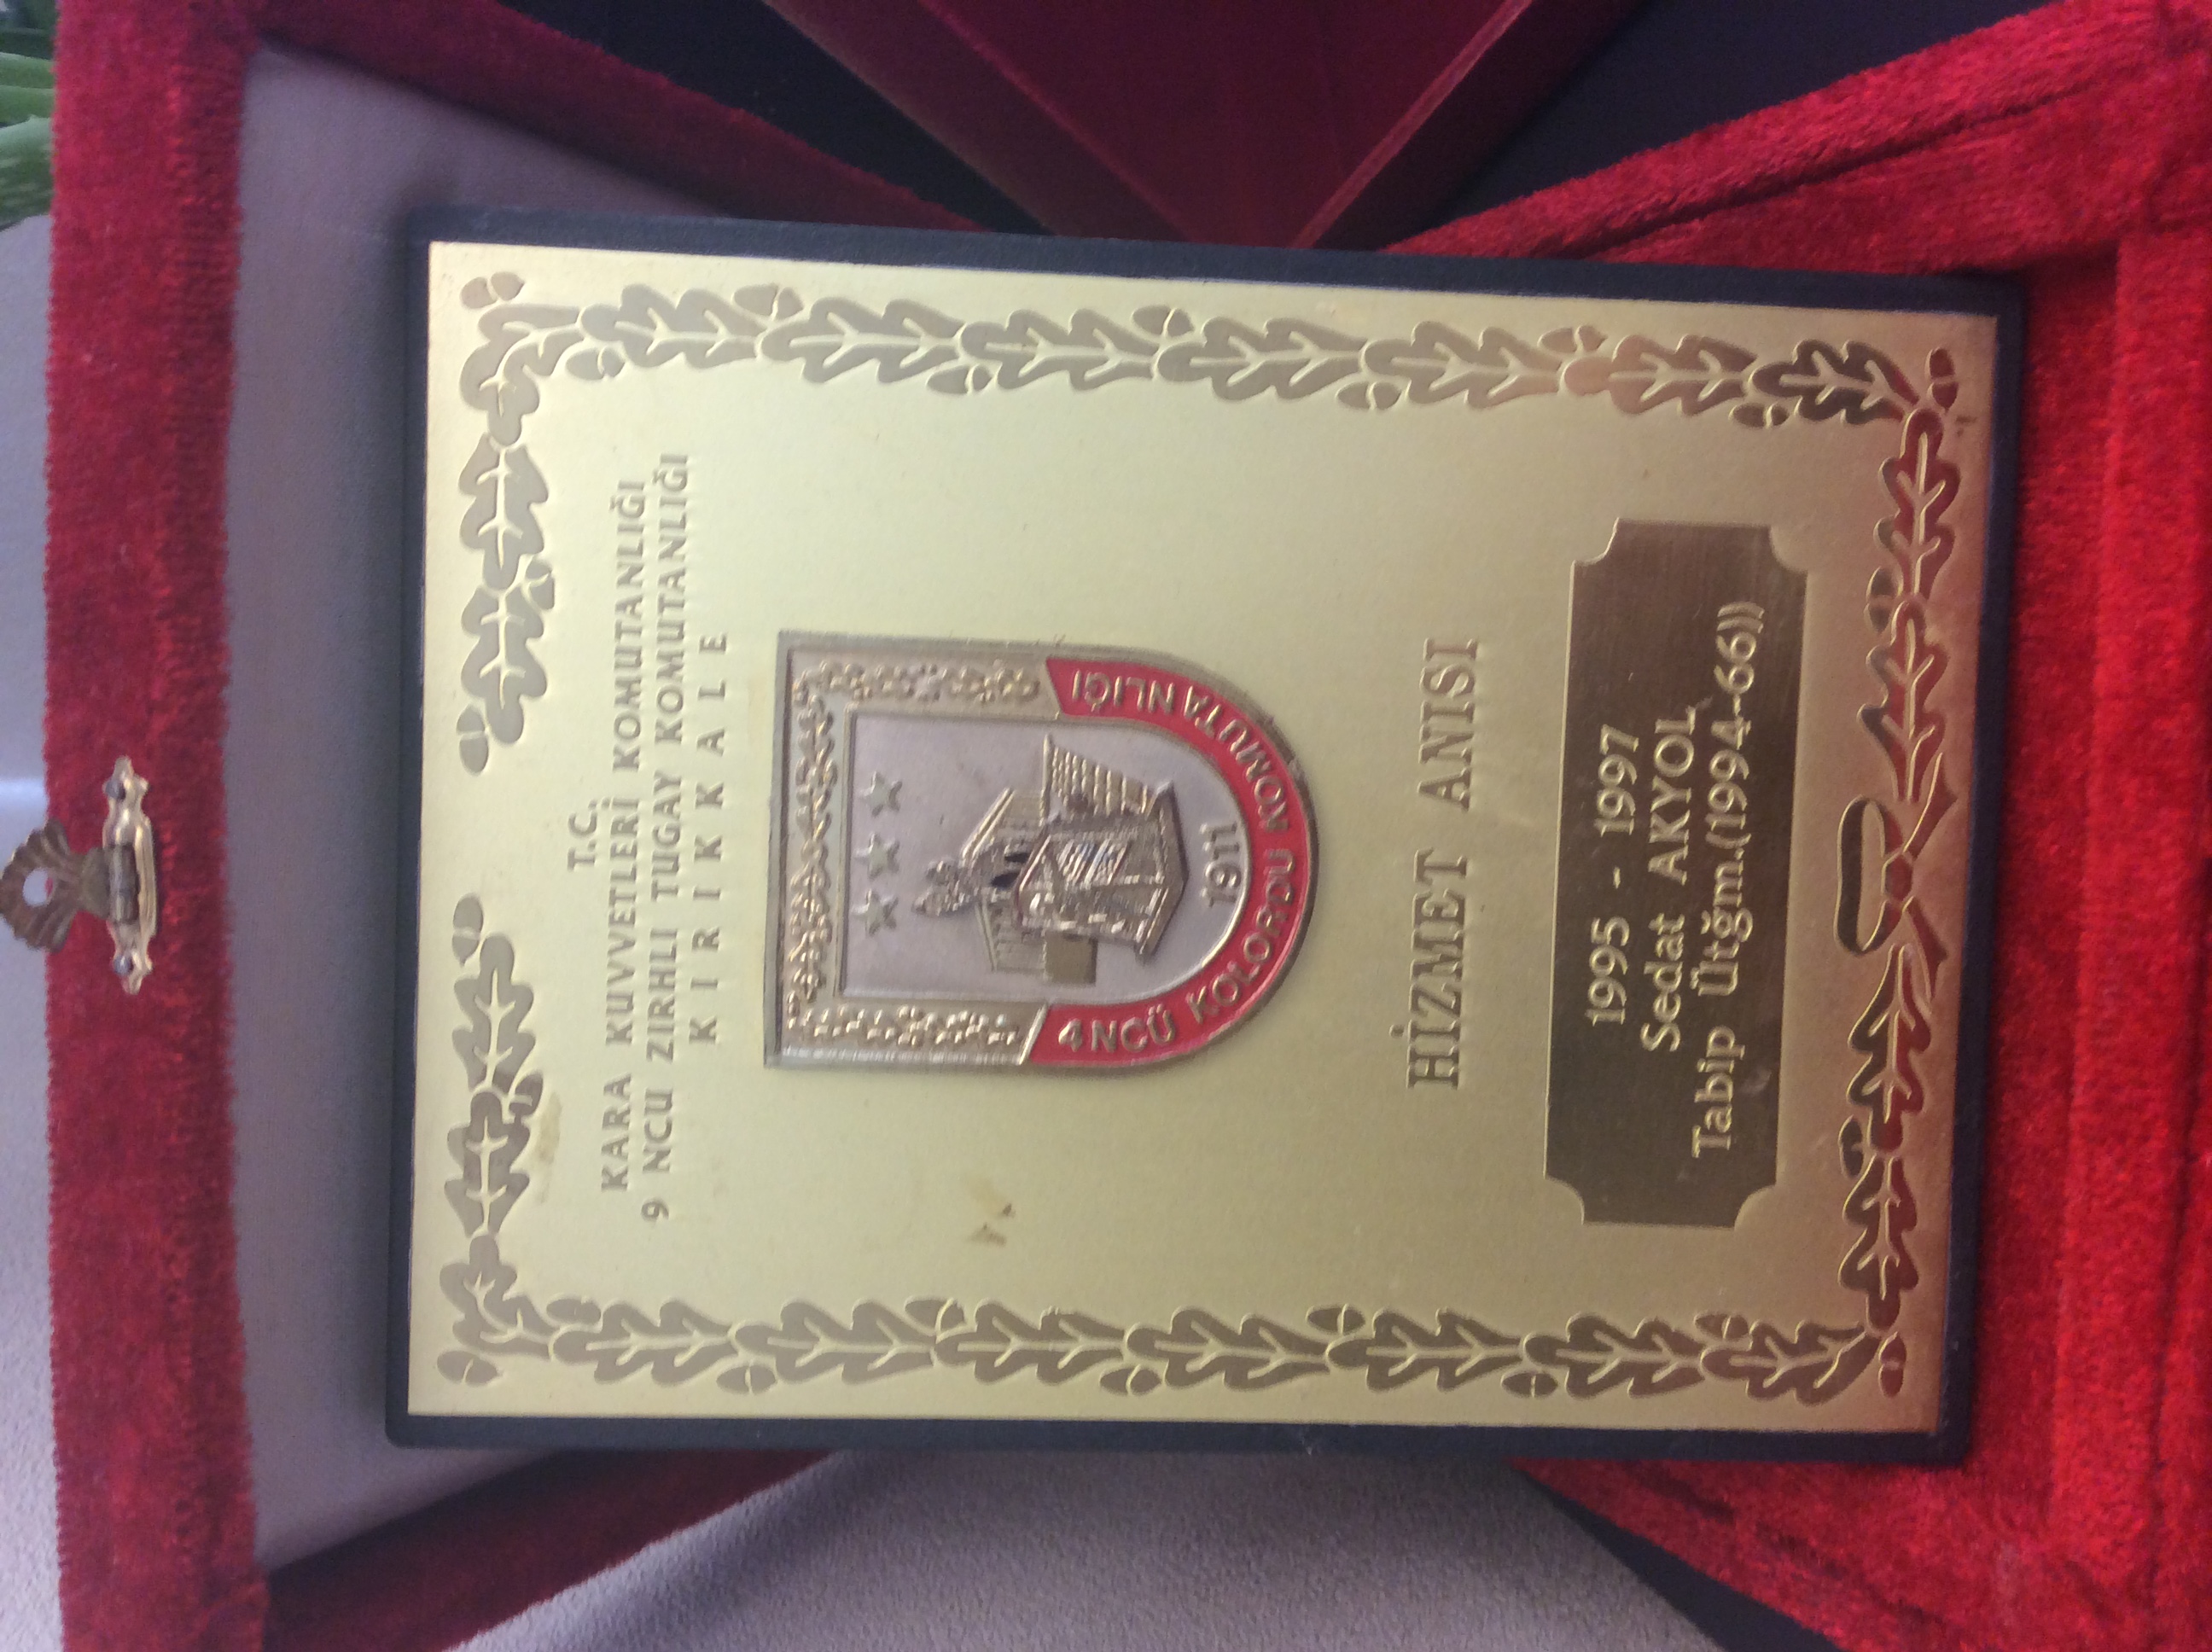 T.C.
KARA KUVVETLERİ KOMUTANLIĞI
9 NCU ZIRHLI TUGAY KOMUTANLIĞI
KIRIKKALE
1911
4NCÜ KOLORDU KOMUTANLIĞI
HİZMET ANISI
1995 - 1997
Sedat AKYOL
Tabip Ütğm.(1994-66))